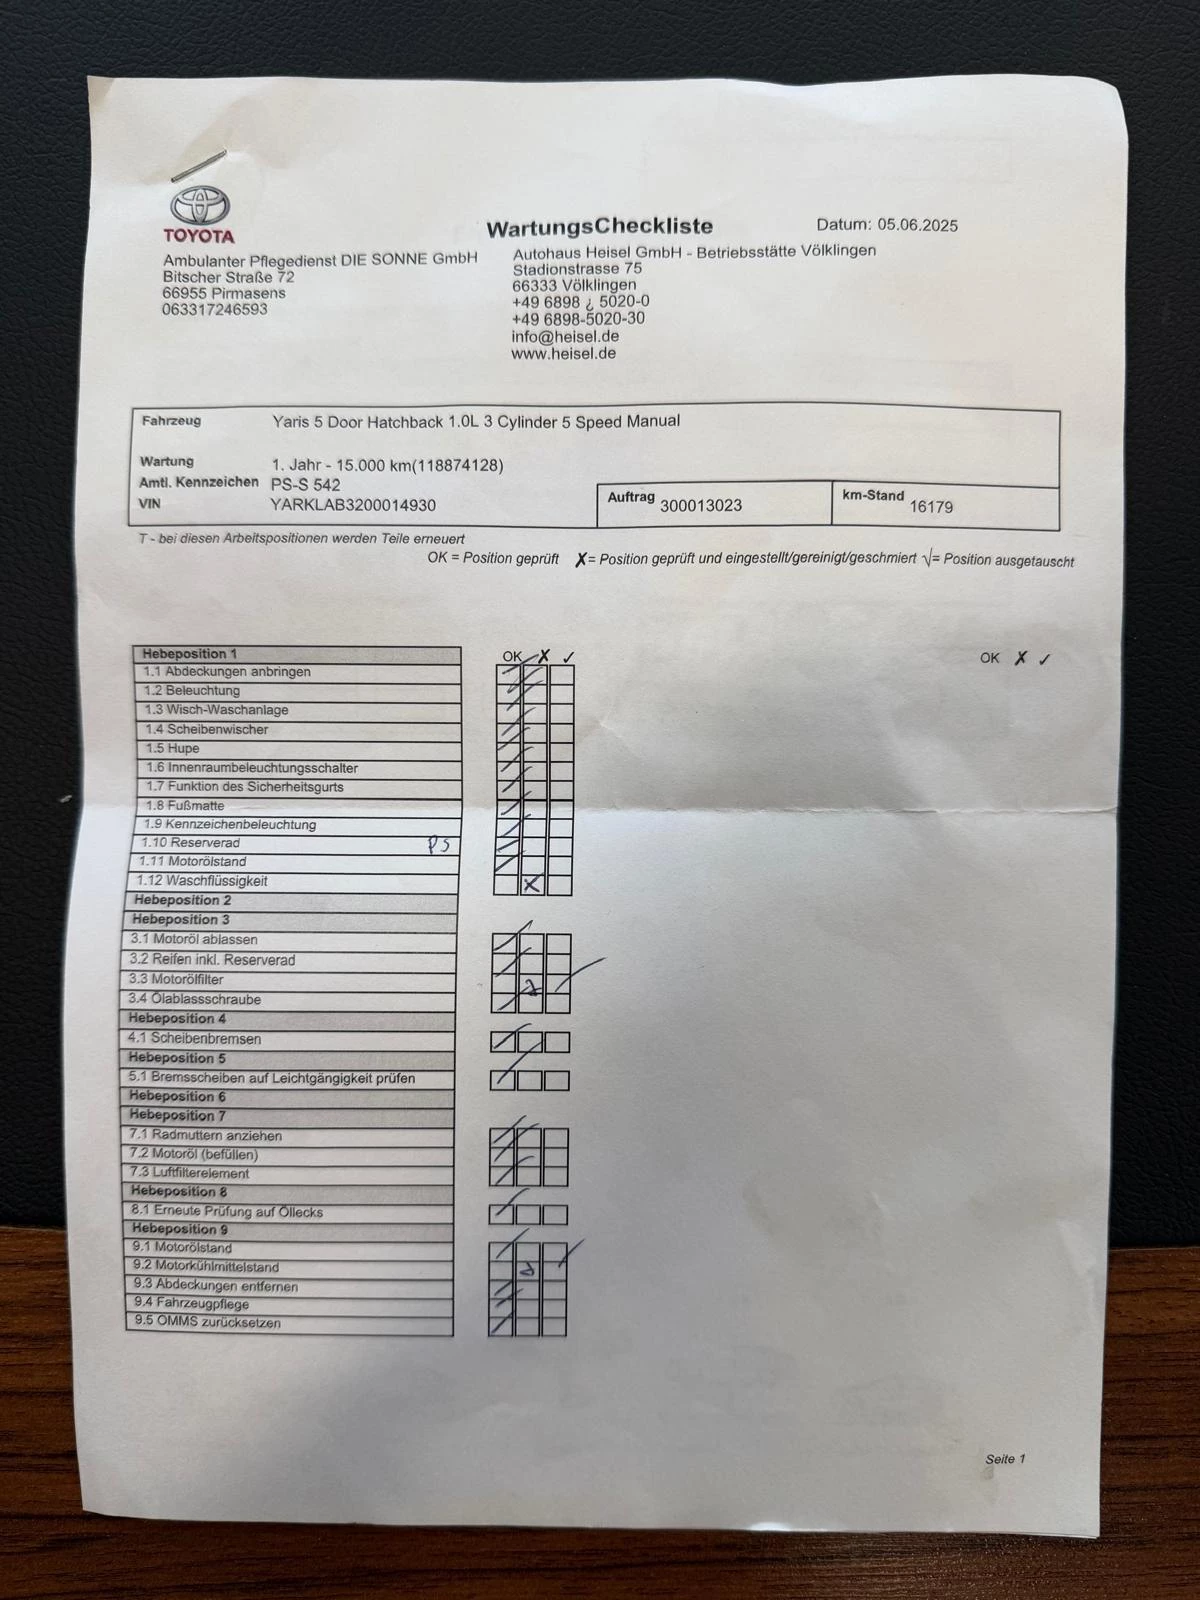 TOYOTA
WartungsCheckliste
Datum: 05.06.2025
Ambulanter Pflegedienst DIE SONNE GmbH
Bitscher Straße 72
66955 Pirmasens
063317246593
Autohaus Heisel GmbH - Betriebsstätte Völklingen
Stadionstrasse 75
66333 Völklingen
+49 6898 ¿ 5020-0
+49 6898-5020-30
info@heisel.de
www.heisel.de
Fahrzeug Yaris 5 Door Hatchback 1.0L 3 Cylinder 5 Speed Manual
Wartung 1. Jahr - 15.000 km(118874128)
Amtl. Kennzeichen PS-S 542
VIN YARKLAB3200014930
Auftrag 300013023
km-Stand 16179
T - bei diesen Arbeitspositionen werden Teile erneuert
OK = Position geprüft ✗= Position geprüft und eingestellt/gereinigt/geschmiert √= Position ausgetauscht
Hebeposition 1 OK ✗ ✓ OK ✗ ✓
1.1 Abdeckungen anbringen
1.2 Beleuchtung
1.3 Wisch-Waschanlage
1.4 Scheibenwischer
1.5 Hupe
1.6 Innenraumbeleuchtungsschalter
1.7 Funktion des Sicherheitsgurts
1.8 Fußmatte
1.9 Kennzeichenbeleuchtung
1.10 Reserverad PS
1.11 Motorölstand
1.12 Waschflüssigkeit X
Hebeposition 2
Hebeposition 3
3.1 Motoröl ablassen
3.2 Reifen inkl. Reserverad
3.3 Motorölfilter
3.4 Ölablassschraube
Hebeposition 4
4.1 Scheibenbremsen
Hebeposition 5
5.1 Bremsscheiben auf Leichtgängigkeit prüfen
Hebeposition 6
Hebeposition 7
7.1 Radmuttern anziehen
7.2 Motoröl (befüllen)
7.3 Luftfilterelement
Hebeposition 8
8.1 Erneute Prüfung auf Öllecks
Hebeposition 9
9.1 Motorölstand
9.2 Motorkühlmittelstand
9.3 Abdeckungen entfernen
9.4 Fahrzeugpflege
9.5 OMMS zurücksetzen
Seite 1